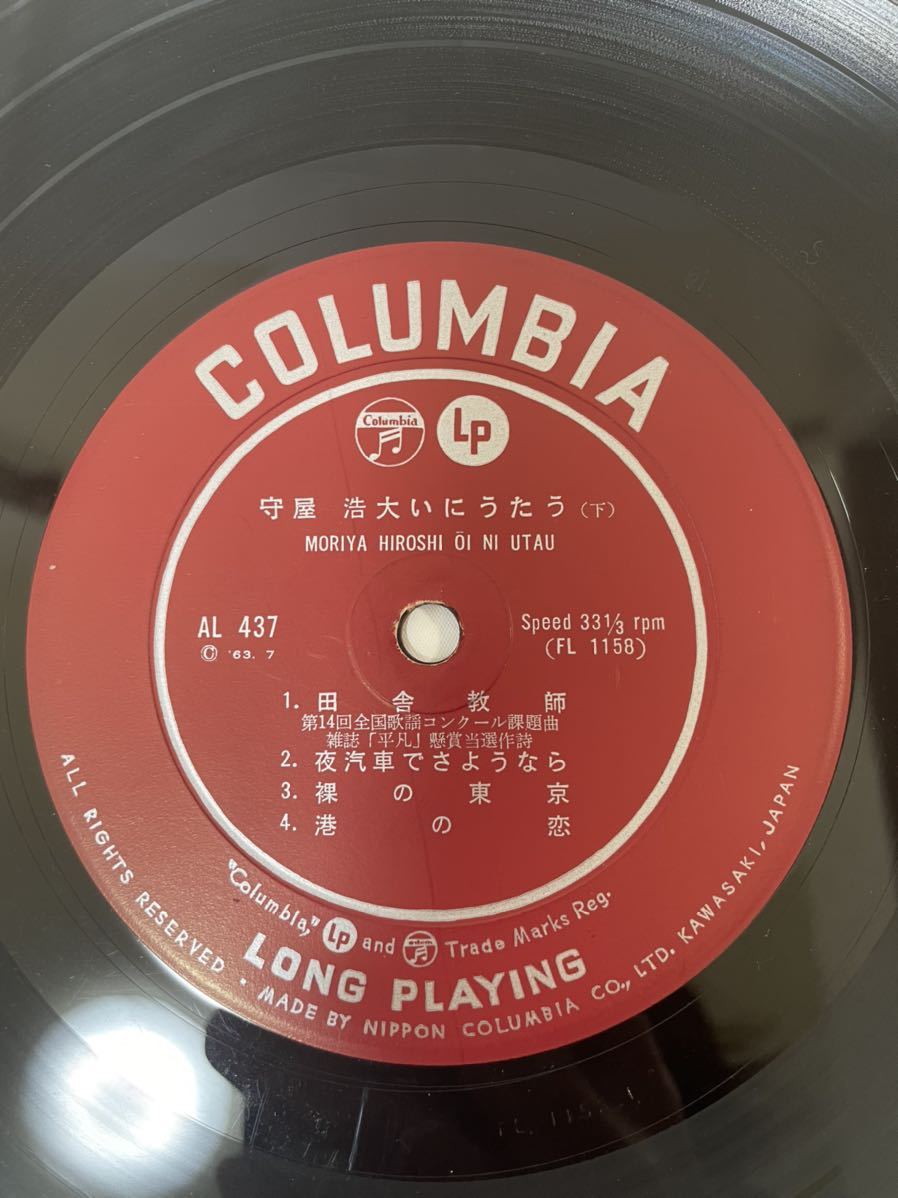 COLUMBIA
Columbia LP
守屋 浩大いにうたう（下）
MORIYA HIROSHI ŌI NI UTAU
AL 437
Ⓒ '63. 7
Speed 33 1/3 rpm
(FL 1158)
1. 田舎教師
第14回全国歌謡コンクール課題曲
雑誌「平凡」懸賞当選作詩
2. 夜汽車でさようなら
3. 裸の東京
4. 港の恋
"Columbia," LP and Trade Marks Reg.
LONG PLAYING
ALL RIGHTS RESERVED · MADE BY NIPPON COLUMBIA CO., LTD. KAWASAKI, JAPAN